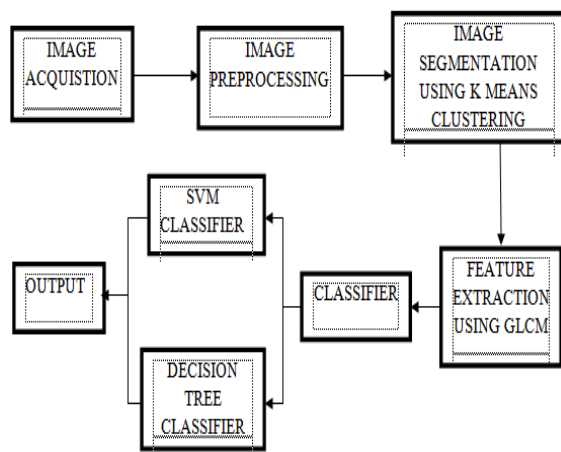 IMAGE
ACQUISTION
IMAGE
PREPROCESSING
IMAGE
SEGMENTATION
USING K MEANS
CLUSTERING
FEATURE
EXTRACTION
USING GLCM
CLASSIFIER
SVM
CLASSIFIER
DECISION
TREE
CLASSIFIER
OUTPUT